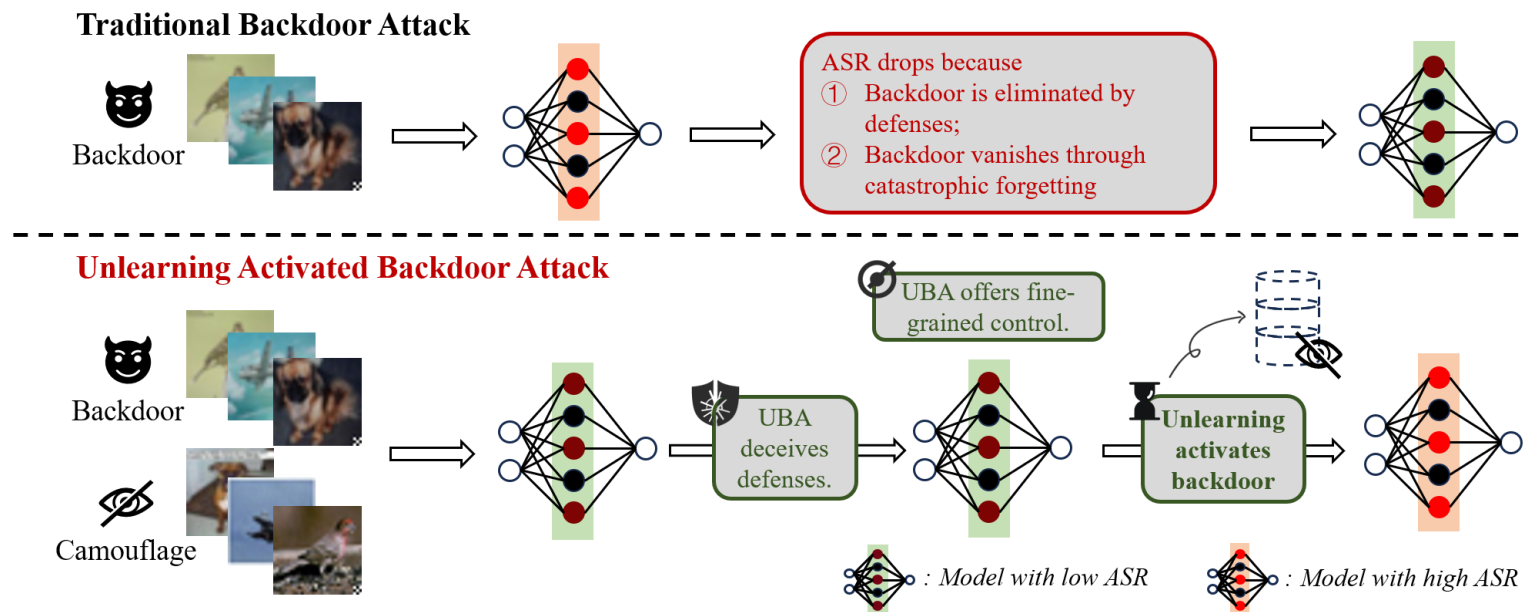 Traditional Backdoor Attack
Backdoor
ASR drops because
① Backdoor is eliminated by
defenses;
② Backdoor vanishes through
catastrophic forgetting
Unlearning Activated Backdoor Attack
Backdoor
Camouflage
UBA
deceives
defenses.
UBA offers fine-
grained control.
Unlearning
activates
backdoor
: Model with low ASR
: Model with high ASR